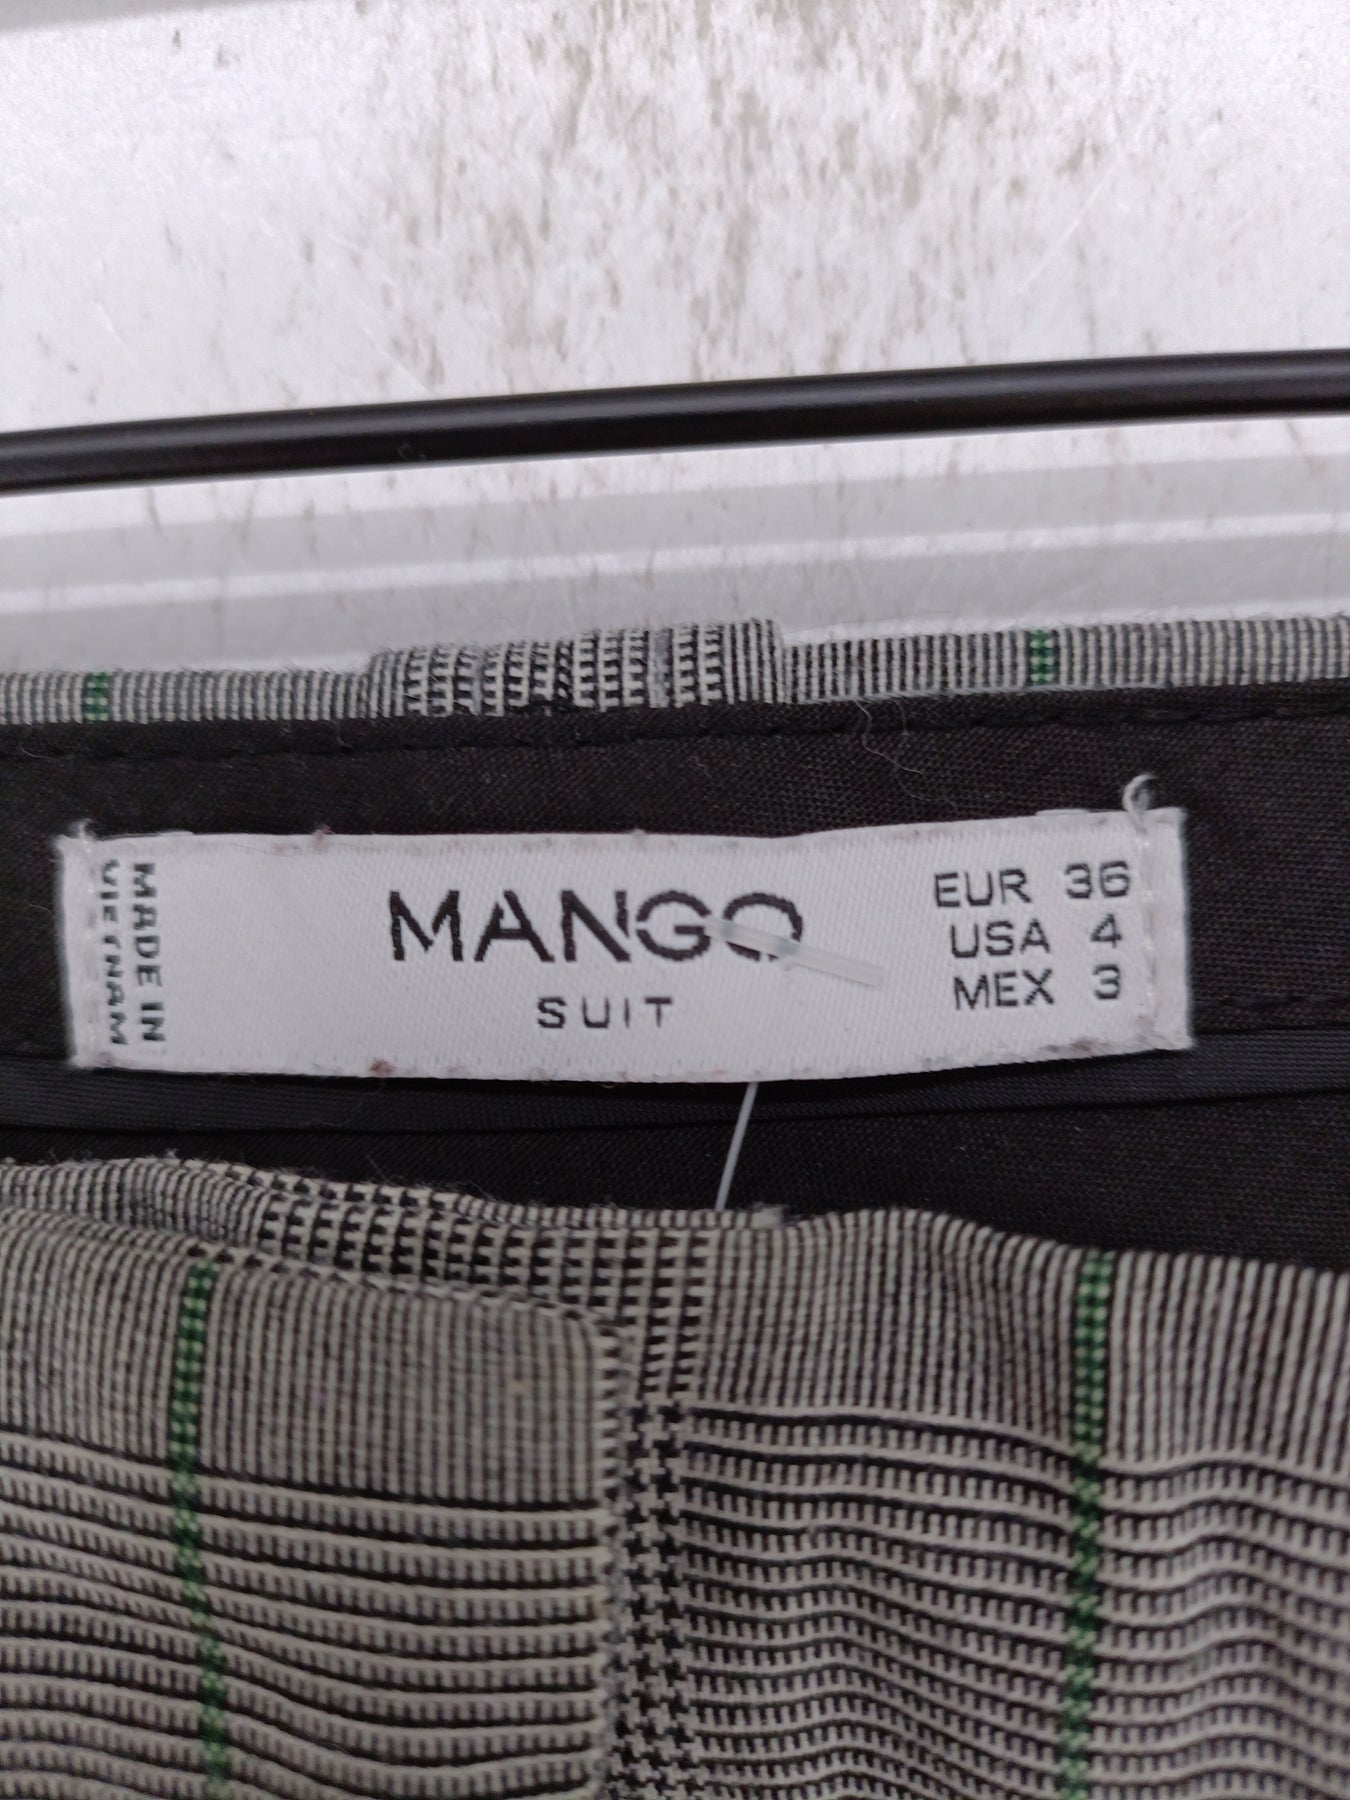 MADE IN
VIETNAM
MANGO
SUIT
EUR 36
USA 4
MEX 3